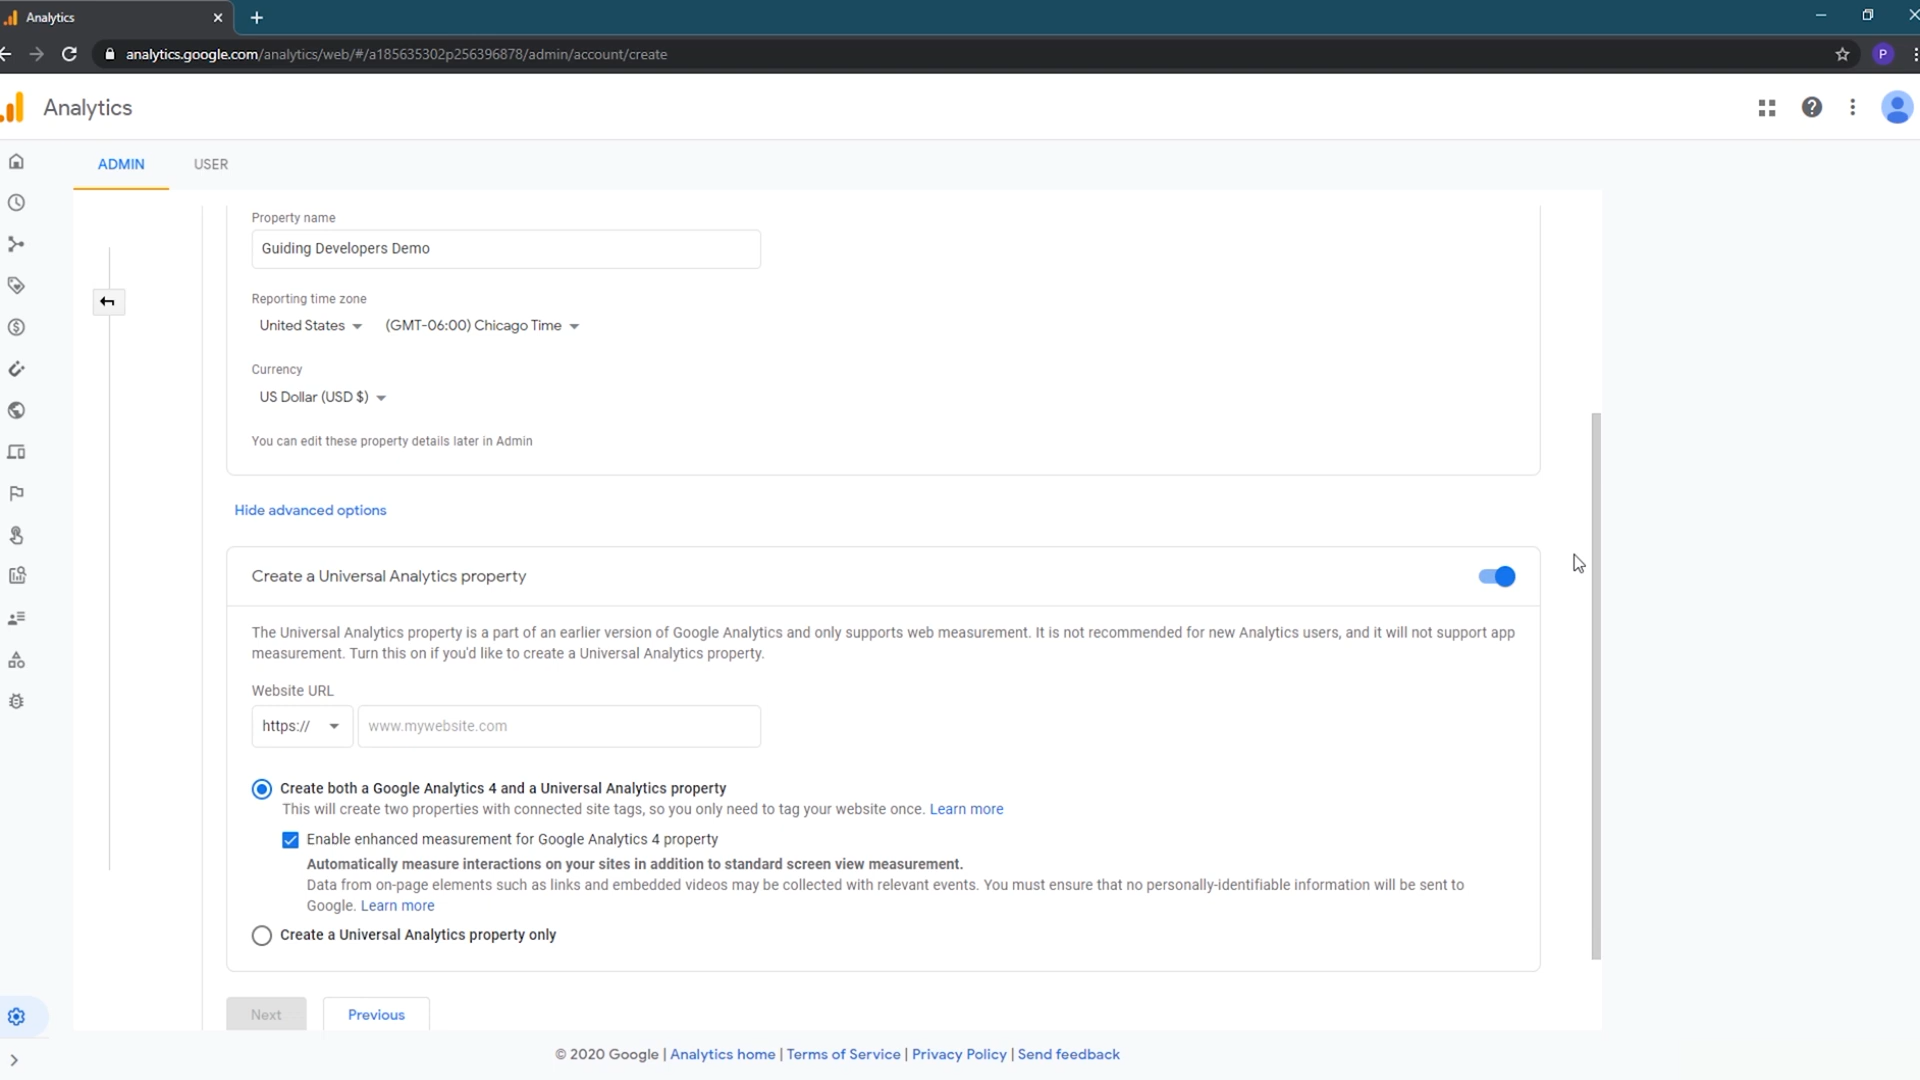 Analytics
analytics.google.com/analytics/web/#/a185635302p256396878/admin/account/create
P
Analytics
ADMIN
USER
Property name
Guiding Developers Demo
Reporting time zone
United States (GMT-06:00) Chicago Time
Currency
US Dollar (USD $)
You can edit these property details later in Admin
Hide advanced options
Create a Universal Analytics property
The Universal Analytics property is a part of an earlier version of Google Analytics and only supports web measurement. It is not recommended for new Analytics users, and it will not support app
measurement. Turn this on if you'd like to create a Universal Analytics property.
Website URL
https:// www.mywebsite.com
Create both a Google Analytics 4 and a Universal Analytics property
This will create two properties with connected site tags, so you only need to tag your website once. Learn more
Enable enhanced measurement for Google Analytics 4 property
Automatically measure interactions on your sites in addition to standard screen view measurement.
Data from on-page elements such as links and embedded videos may be collected with relevant events. You must ensure that no personally-identifiable information will be sent to
Google. Learn more
Create a Universal Analytics property only
Next
Previous
© 2020 Google | Analytics home | Terms of Service | Privacy Policy | Send feedback